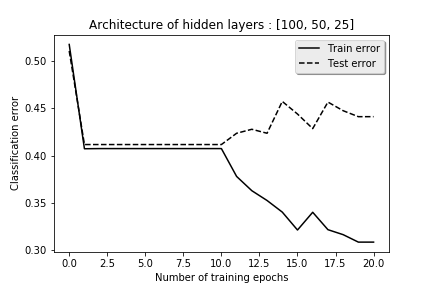 Architecture of hidden layers : [100, 50, 25]
Train error
Test error
Classification error
0.50
0.45
0.40
0.35
0.30
0.0 2.5 5.0 7.5 10.0 12.5 15.0 17.5 20.0
Number of training epochs